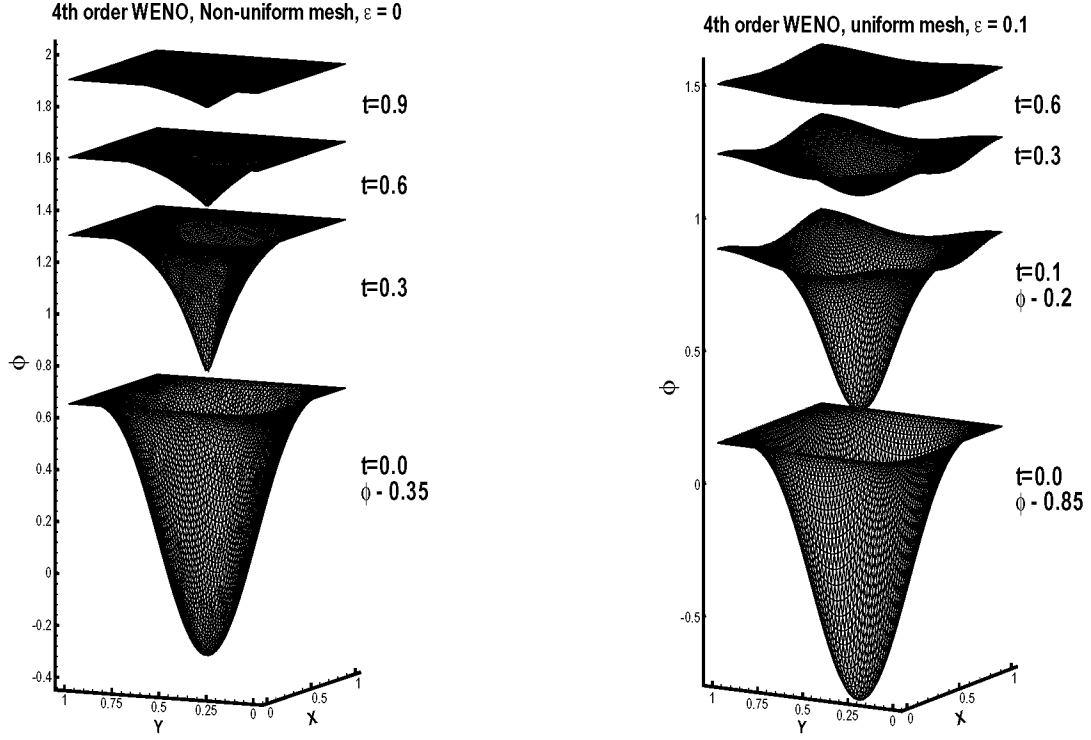 4th order WENO, Non-uniform mesh, ε = 0
2
1.8
1.6
1.4
1.2
1
0.8
0.6
0.4
0.2
0
-0.2
-0.4
ϕ
t=0.9
t=0.6
t=0.3
t=0.0
ϕ - 0.35
1
0.75
0.5
0.25
0
Y
0
0.5
1
X
4th order WENO, uniform mesh, ε = 0.1
1.5
1
0.5
0
-0.5
ϕ
t=0.6
t=0.3
t=0.1
ϕ - 0.2
t=0.0
ϕ - 0.85
1
0.75
0.5
0.25
0
Y
0
0.5
1
X